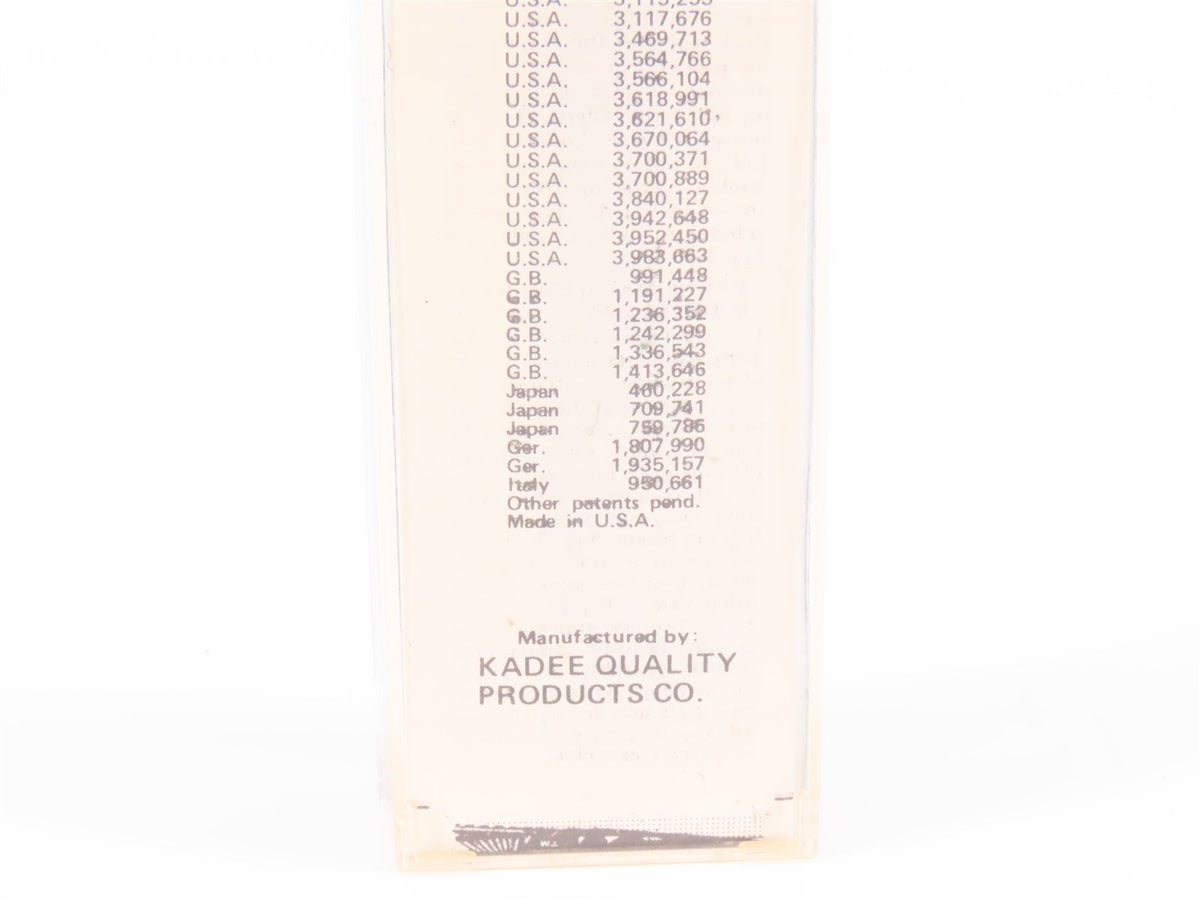 U.S.A.
U.S.A. 3,117,676
U.S.A. 3,469,713
U.S.A. 3,564,766
U.S.A. 3,566,104
U.S.A. 3,618,991
U.S.A. 3,621,610
U.S.A. 3,670,064
U.S.A. 3,700,371
U.S.A. 3,700,889
U.S.A. 3,840,127
U.S.A. 3,942,648
U.S.A. 3,952,450
U.S.A. 3,983,663
G.B. 991,448
G.B. 1,191,227
G.B. 1,236,352
G.B. 1,242,299
G.B. 1,336,543
G.B. 1,413,646
Japan 460,228
Japan 709,741
Japan 759,786
Ger. 1,807,990
Ger. 1,935,157
Italy 950,661
Other patents pend.
Made in U.S.A.
Manufactured by:
KADEE QUALITY
PRODUCTS CO.